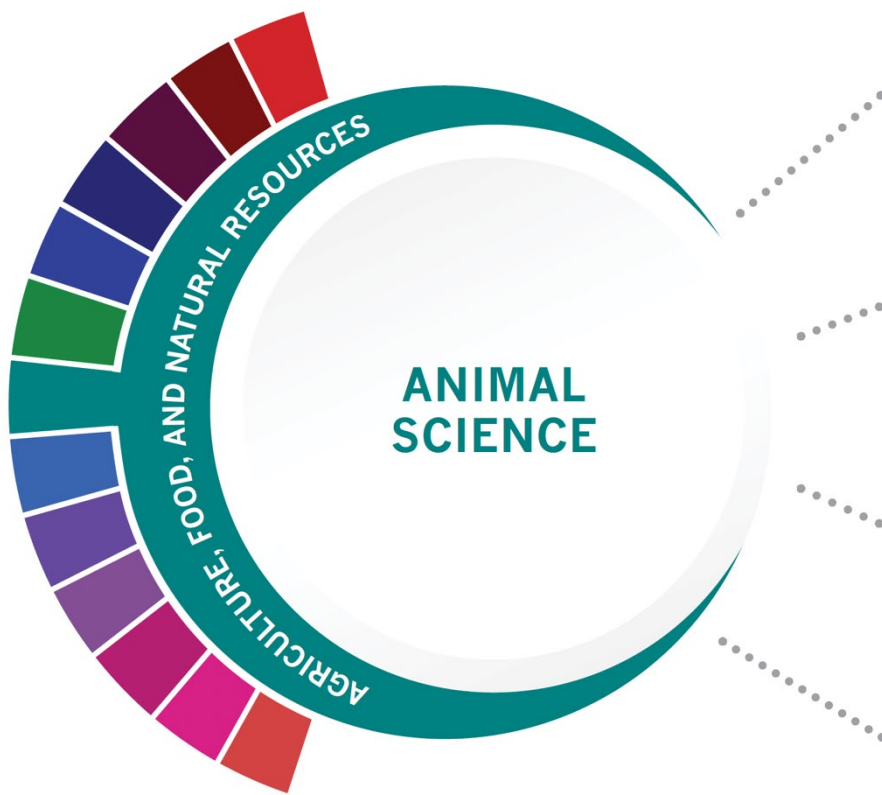 AGRICULTURE, FOOD, AND NATURAL RESOURCES
ANIMAL
SCIENCE